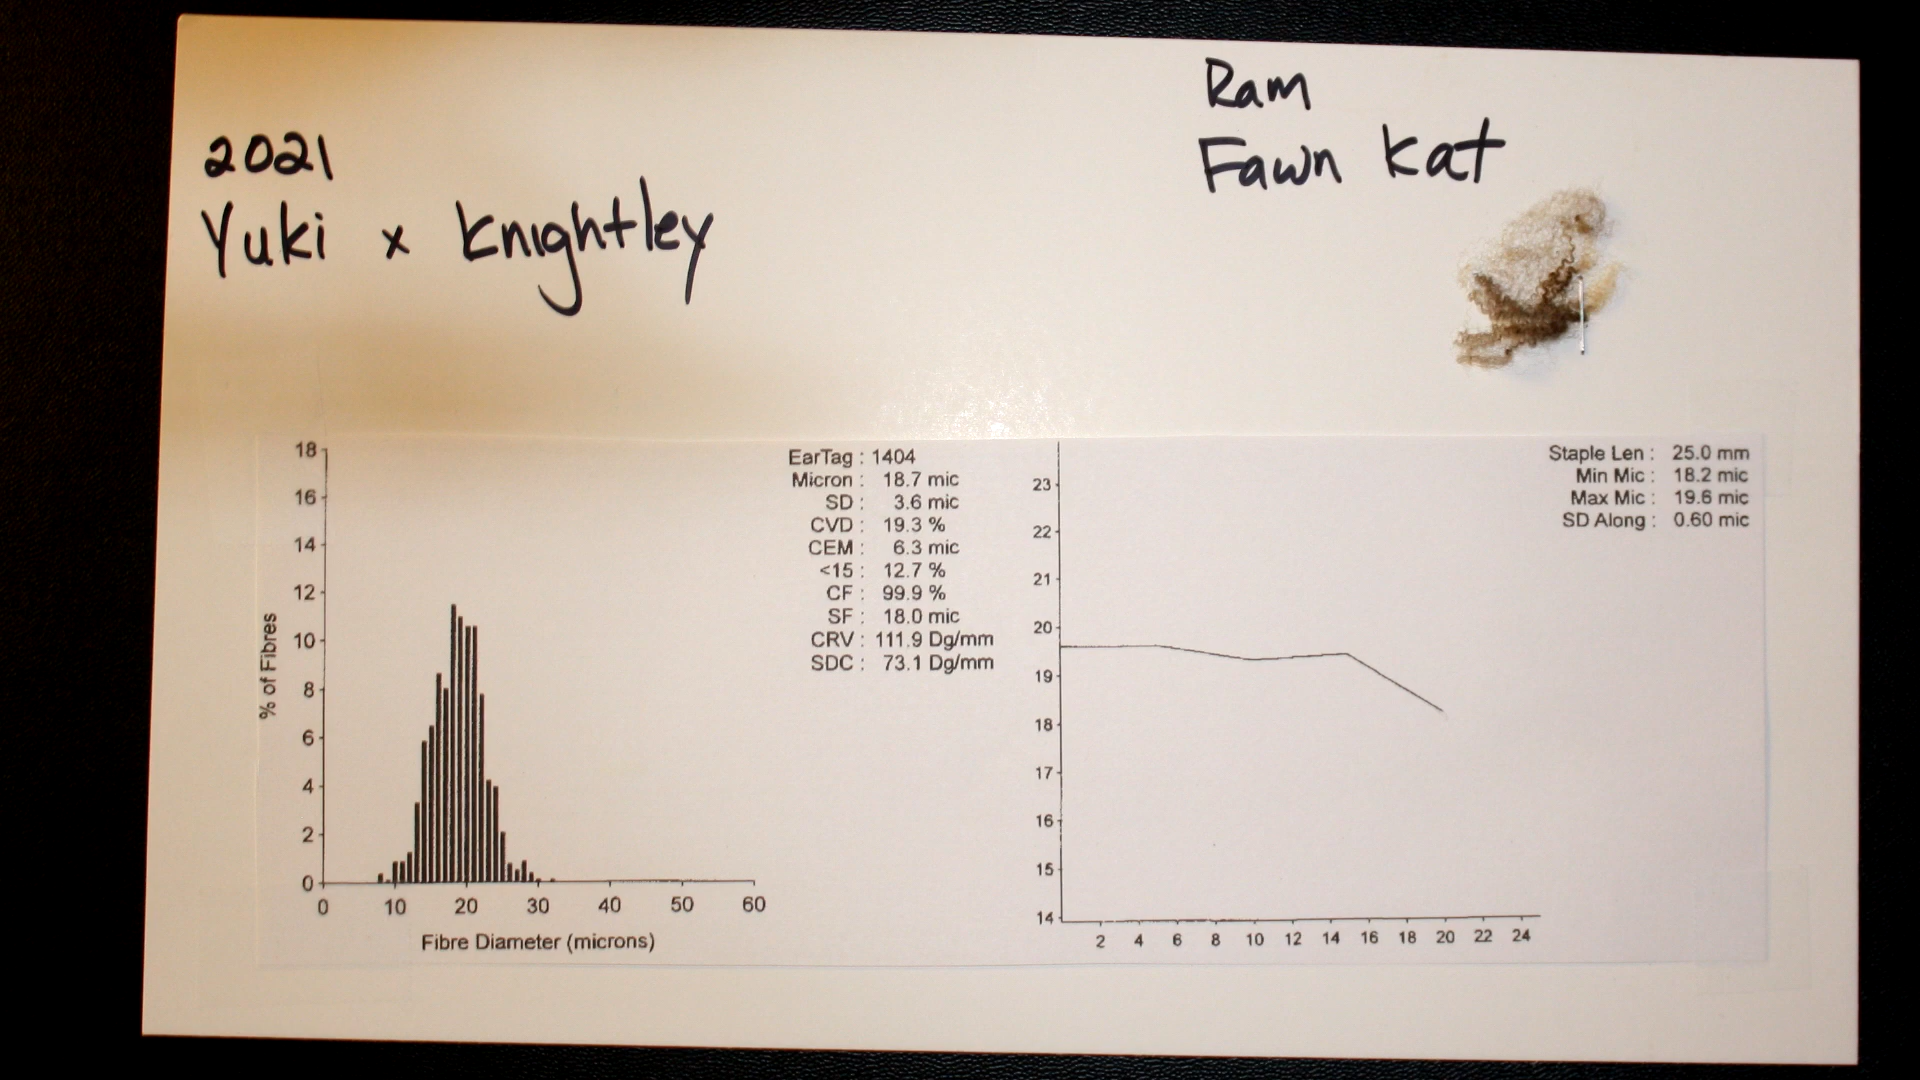 2021
Yuki x Knightley
Ram
Fawn Kat
18
16
14
12
10
8
6
4
2
0
% of Fibres
0 10 20 30 40 50 60
Fibre Diameter (microns)
EarTag : 1404
Micron : 18.7 mic
SD : 3.6 mic
CVD : 19.3 %
CEM : 6.3 mic
<15 : 12.7 %
CF : 99.9 %
SF : 18.0 mic
CRV : 111.9 Dg/mm
SDC : 73.1 Dg/mm
23
22
21
20
19
18
17
16
15
14
2 4 6 8 10 12 14 16 18 20 22 24
Staple Len : 25.0 mm
Min Mic : 18.2 mic
Max Mic : 19.6 mic
SD Along : 0.60 mic